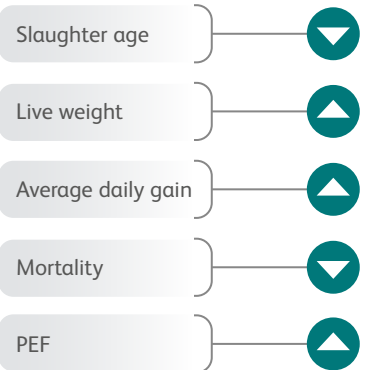 Slaughter age
Live weight
Average daily gain
Mortality
PEF